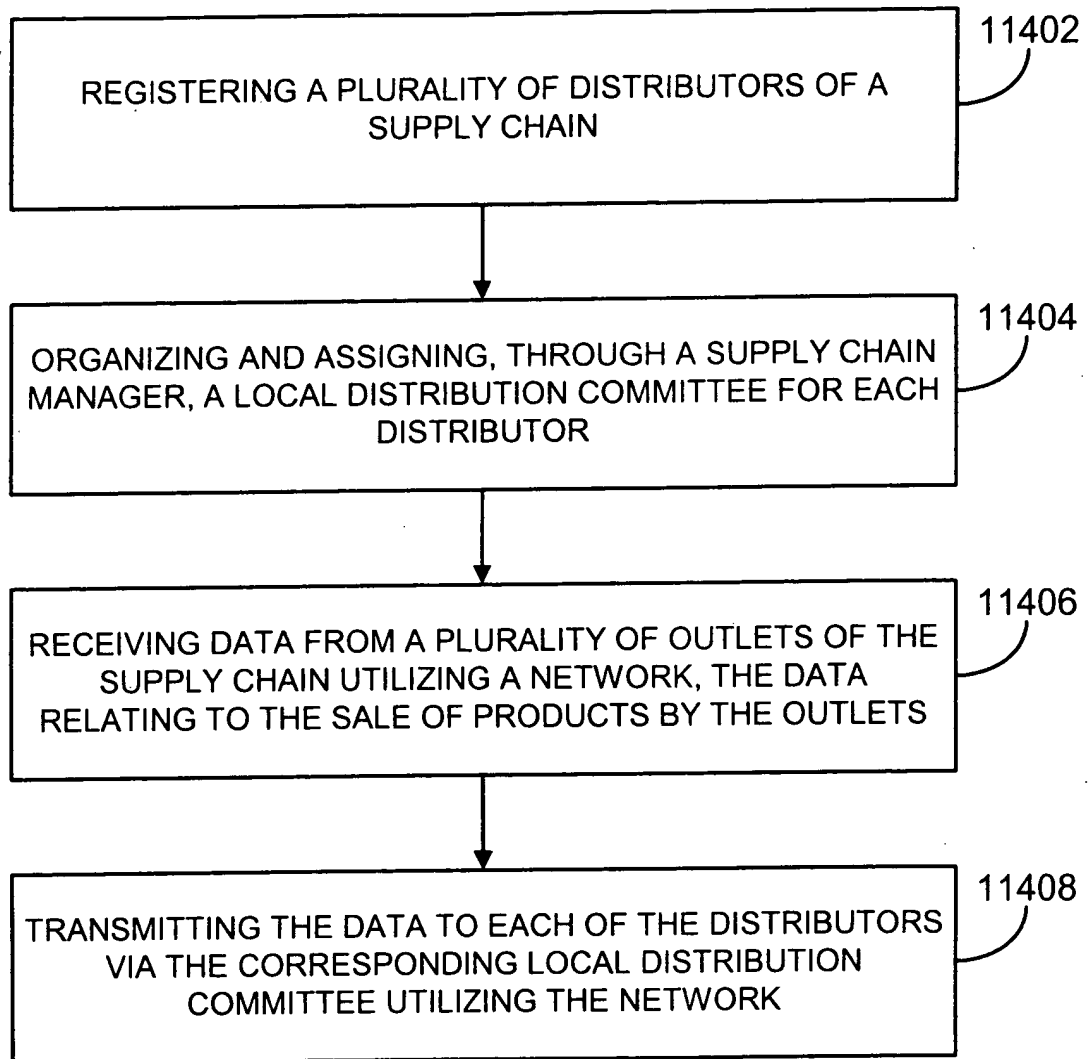 11402
REGISTERING A PLURALITY OF DISTRIBUTORS OF A
SUPPLY CHAIN
11404
ORGANIZING AND ASSIGNING, THROUGH A SUPPLY CHAIN
MANAGER, A LOCAL DISTRIBUTION COMMITTEE FOR EACH
DISTRIBUTOR
11406
RECEIVING DATA FROM A PLURALITY OF OUTLETS OF THE
SUPPLY CHAIN UTILIZING A NETWORK, THE DATA
RELATING TO THE SALE OF PRODUCTS BY THE OUTLETS
11408
TRANSMITTING THE DATA TO EACH OF THE DISTRIBUTORS
VIA THE CORRESPONDING LOCAL DISTRIBUTION
COMMITTEE UTILIZING THE NETWORK